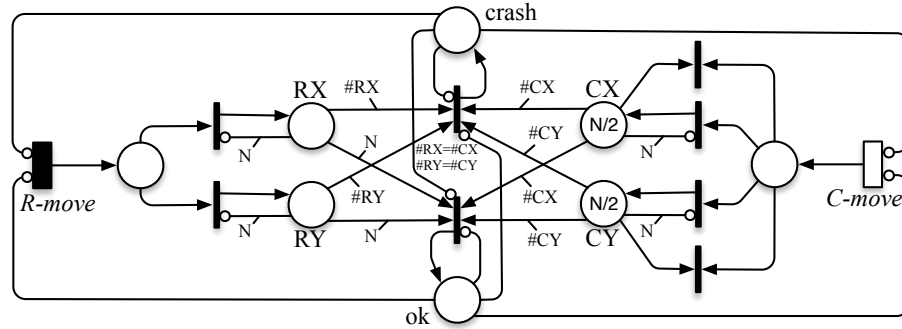 crash
RX
#RX
#CX
CX
N/2
N
N
#CY
N
#RX=#CX
#RY=#CY
R-move
#RY
#CX
C-move
N
RY
N
#CY
N/2
CY
N
ok